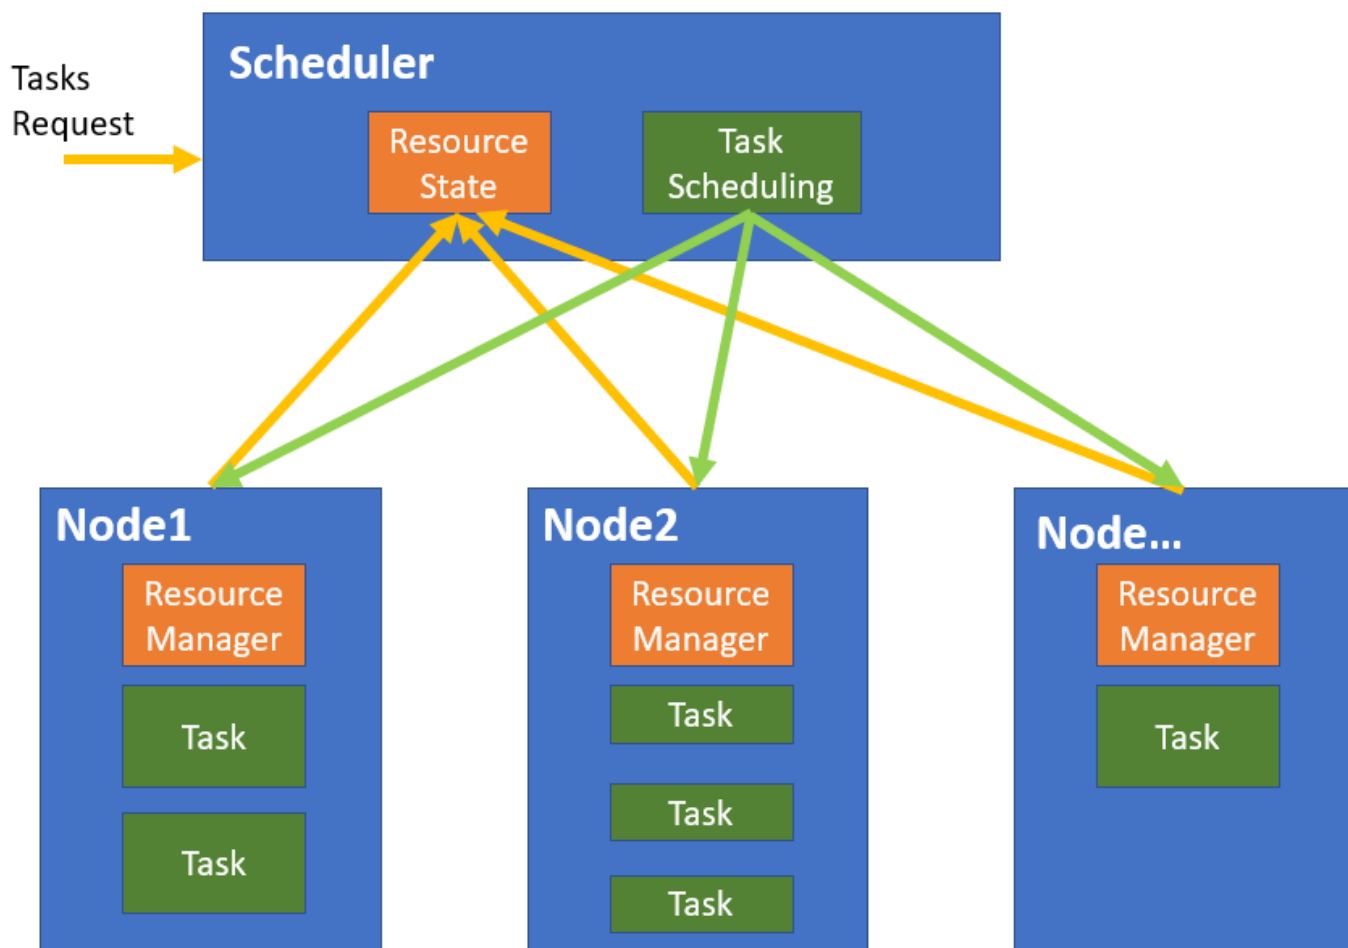 Tasks
Request
Scheduler
Resource
State
Task
Scheduling
Node1
Resource
Manager
Task
Task
Node2
Resource
Manager
Task
Task
Task
Node...
Resource
Manager
Task